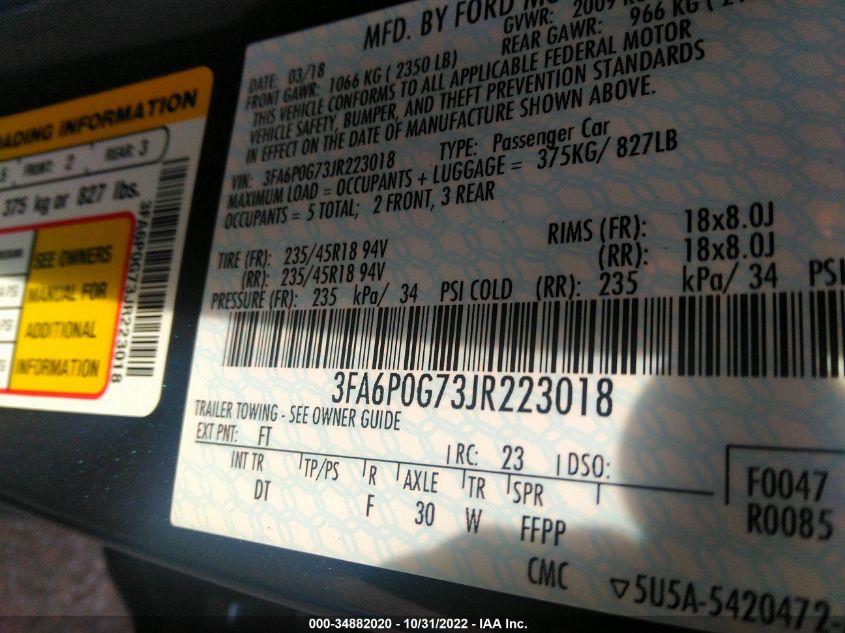 MFD. BY FORD
GVWR: 2009
DATE: 03/18
REAR GAWR: 966 KG
FRONT GAWR: 1066 KG ( 2350 LB)
THIS VEHICLE CONFORMS TO ALL APPLICABLE FEDERAL MOTOR
VEHICLE SAFETY, BUMPER, AND THEFT PREVENTION STANDARDS
IN EFFECT ON THE DATE OF MANUFACTURE SHOWN ABOVE.
VIN: 3FA6P0G73JR223018 TYPE: Passenger Car
MAXIMUM LOAD = OCCUPANTS + LUGGAGE = 375KG/ 827LB
OCCUPANTS = 5 TOTAL; 2 FRONT, 3 REAR
TIRE (FR): 235/45R18 94V RIMS (FR): 18x8.0J
(RR): 235/45R18 94V (RR): 18x8.0J
PRESSURE (FR): 235 kPa/ 34 PSI COLD (RR): 235 kPa/ 34 PSI
3FA6P0G73JR223018
TRAILER TOWING - SEE OWNER GUIDE
EXT PNT: FT RC: 23 DSO:
INT TR TP/PS R AXLE TR SPR F0047
DT F 30 W FFPP R0085
CMC ▽5U5A-5420472-
LOADING INFORMATION
5 FRONT: 2 REAR: 3
375 kg or 827 lbs.
SEE OWNERS
MANUAL FOR
ADDITIONAL
INFORMATION
3FA6P0G73JR223018
000-34882020 - 10/31/2022 - IAA Inc.